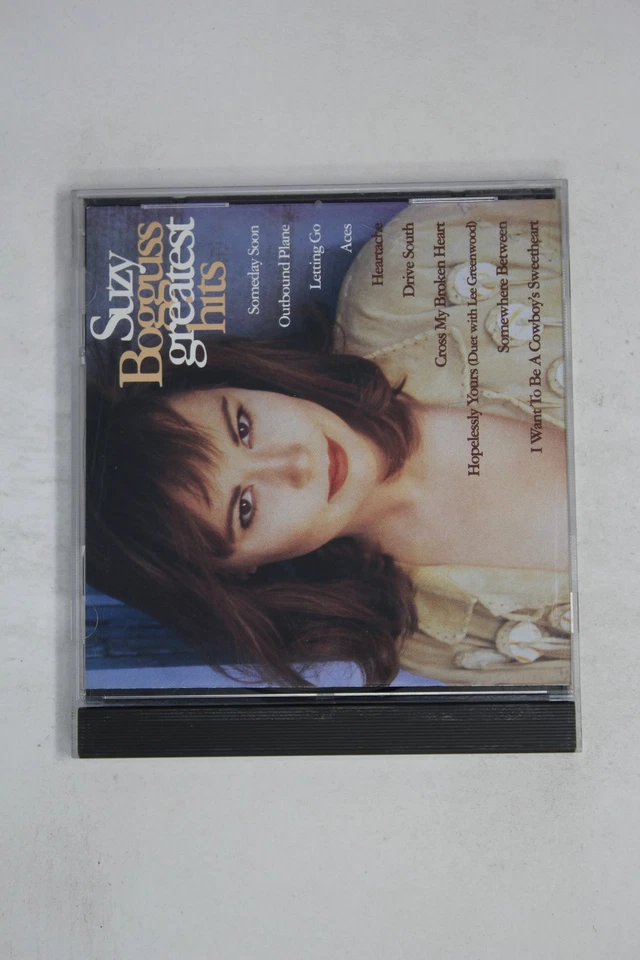 Suzy
Bogguss
greatest
hits
Someday Soon
Outbound Plane
Letting Go
Aces
Heartache
Drive South
Cross My Broken Heart
Hopelessly Yours (Duet with Lee Greenwood)
Somewhere Between
I Want To Be A Cowboy's Sweetheart